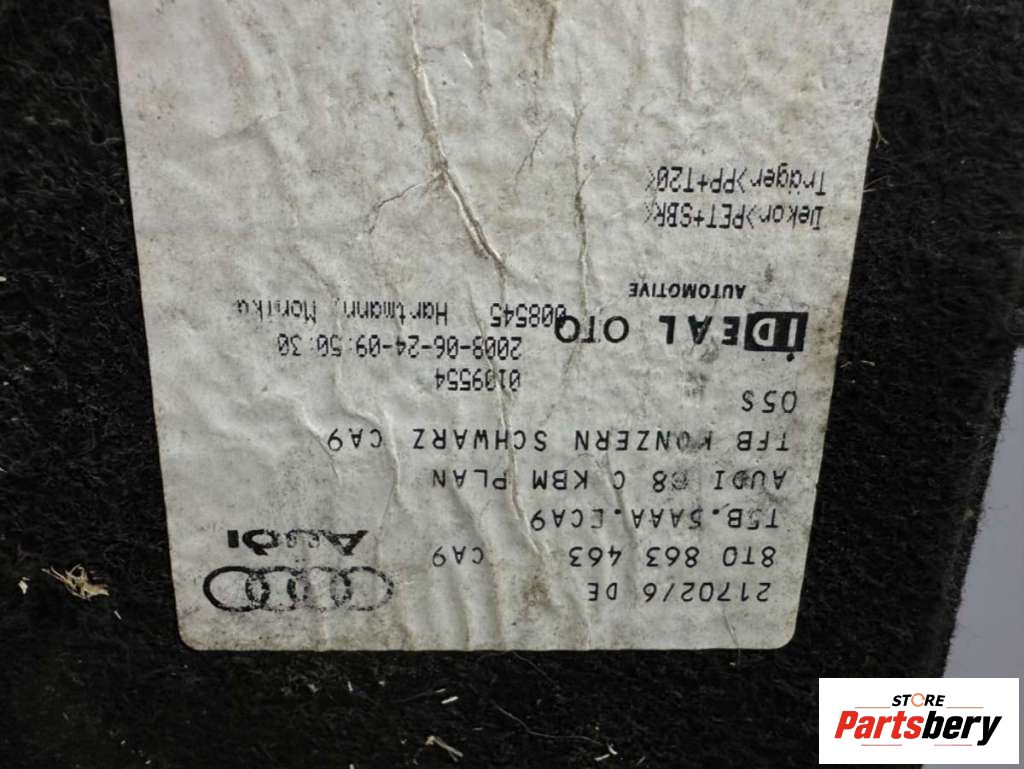 21702/6 DE
8T0 863 463 CA9
T5B.5AAA.ECA9
AUDI B8 C KBM PLAN
TFB KONZERN SCHWARZ CA9
05S
AUDI
0109554
2008-06-24-09:50:30
008545 Hartmann, Monika
IDEAL
AUTOMOTIVE
Dekor>PET+SBR<
Träger>PP+T20<
STORE
Partsbery